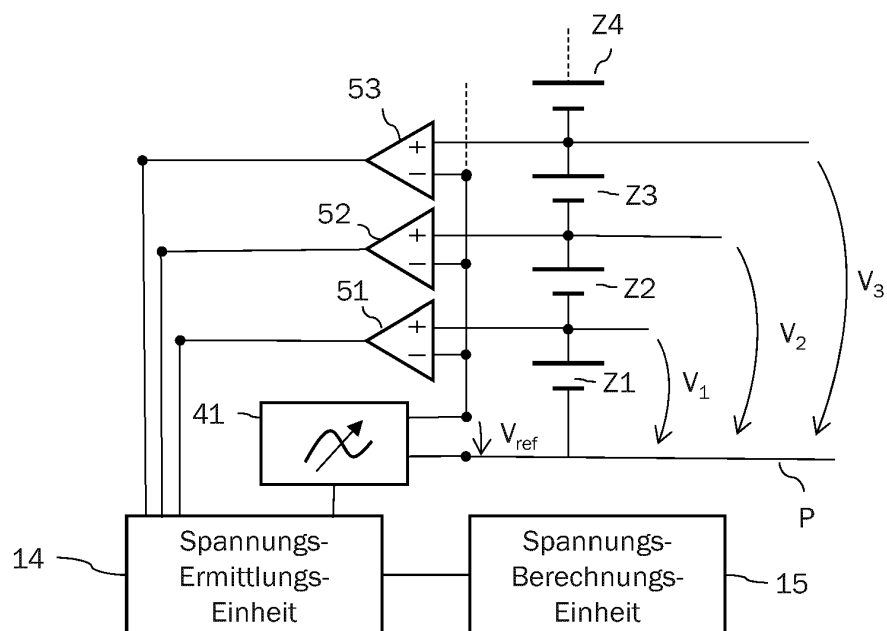 Z4
53
+
−
Z3
52
+
−
V3
Z2
51
+
−
V2
Z1
V1
41
Vref
P
14
Spannungs-
Ermittlungs-
Einheit
Spannungs-
Berechnungs-
Einheit
15